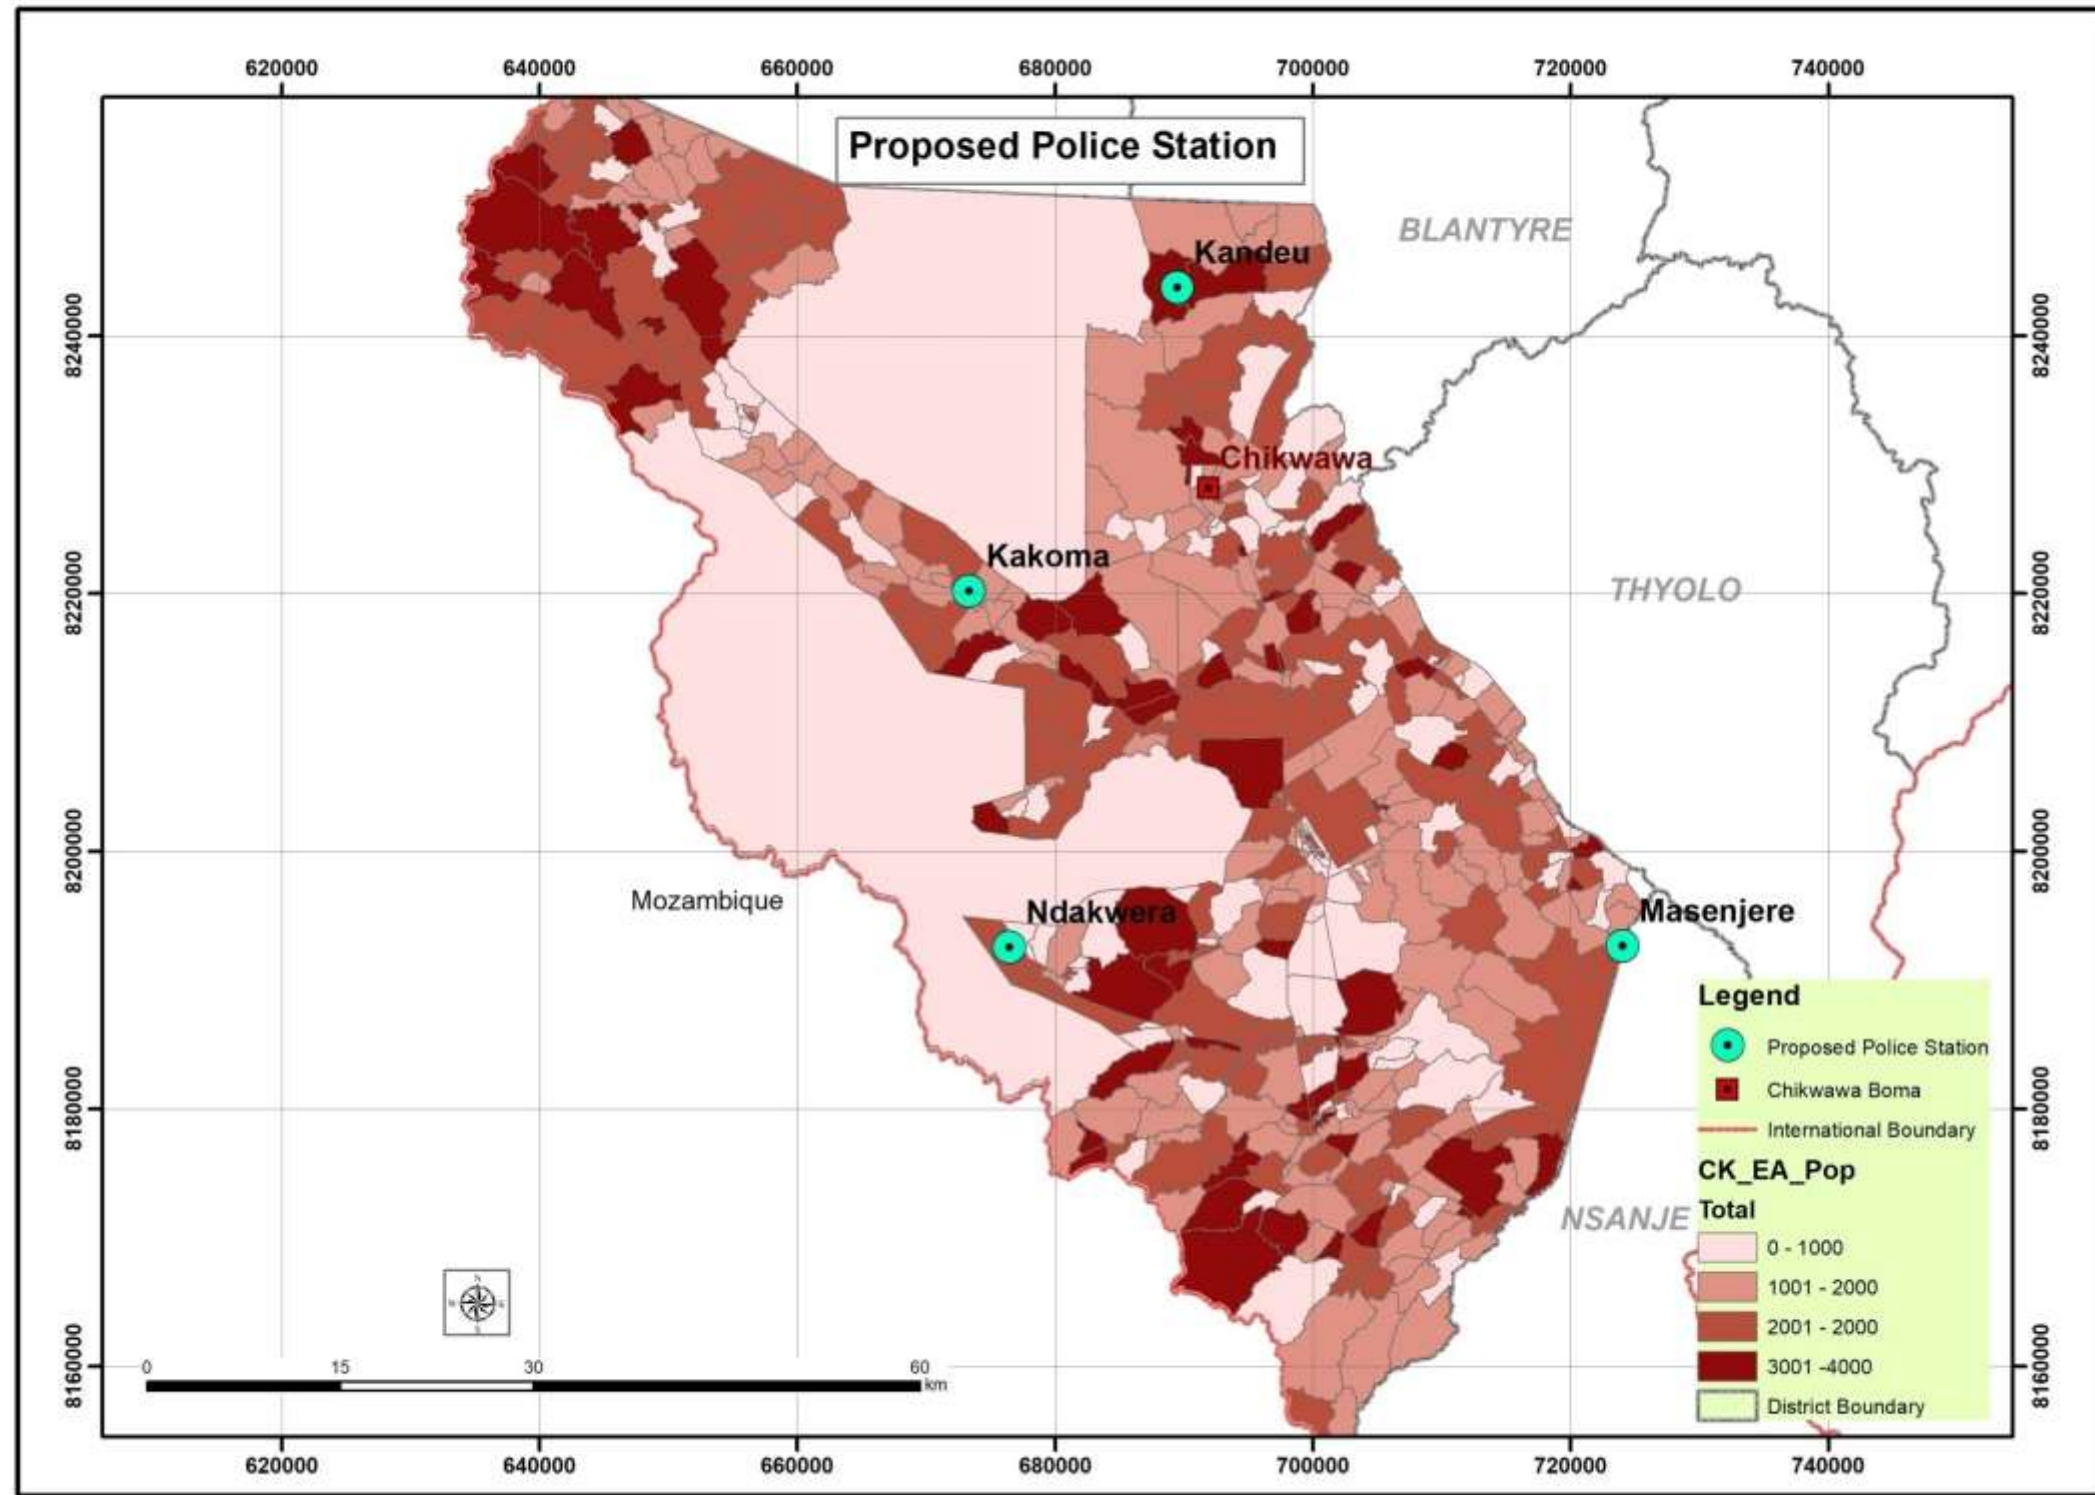 620000 640000 660000 680000 700000 720000 740000
Proposed Police Station
BLANTYRE
Kandeu
8240000 8240000
Chikwawa
Kakoma
8220000 8220000
THYOLO
8200000 8200000
Mozambique
Ndakwera
Masenjere
Legend
Proposed Police Station
Chikwawa Boma
8180000 8180000
International Boundary
CK_EA_Pop
NSANJE
Total
0 - 1000
1001 - 2000
2001 - 2000
3001 -4000
District Boundary
8160000 8160000
0 15 30 60
km
620000 640000 660000 680000 700000 720000 740000